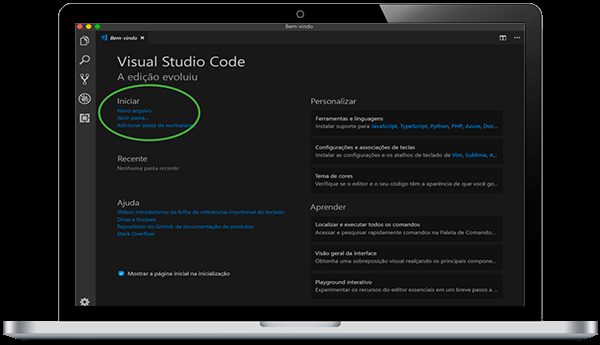 Bem-vindo
Bem-vindo
Visual Studio Code
A edição evoluiu
Iniciar
Novo arquivo
Abrir pasta...
Adicionar pasta de workspace
Recente
Nenhuma pasta recente
Ajuda
Vídeos introdutórios da folha de referências imprimível do teclado
Dicas e truques
Repositório do GitHub de documentação de produtos
Stack Overflow
Mostrar a página inicial na inicialização
Personalizar
Ferramentas e linguagens
Instalar suporte para JavaScript, TypeScript, Python, PHP, Azure, Doc...
Configurações e associações de teclas
Instalar as configurações e os atalhos de teclado de Vim, Sublime, A...
Tema de cores
Verifique se o editor e o seu código têm a aparência de que você go...
Aprender
Localizar e executar todos os comandos
Acessar e pesquisar rapidamente comandos na Paleta de Comando...
Visão geral da interface
Obtenha uma sobreposição visual realçando os principais compone...
Playground interativo
Experimentar os recursos do editor essenciais em um breve passo a ...